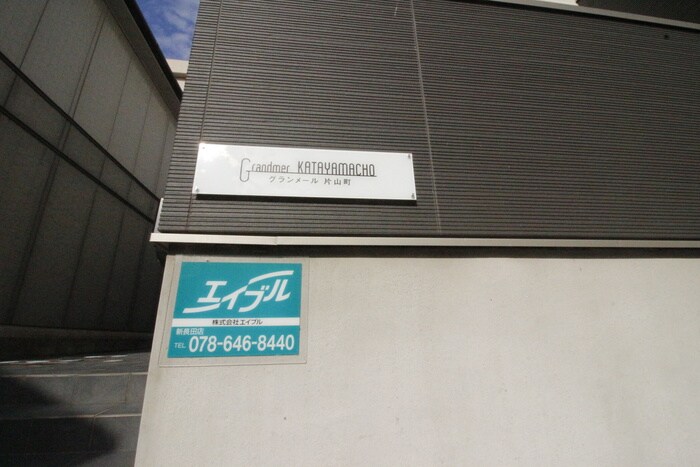 Grandmer KATAYAMACHO
グランメール 片山町
エイブル
株式会社エイブル
新長田店
TEL 078-646-8440